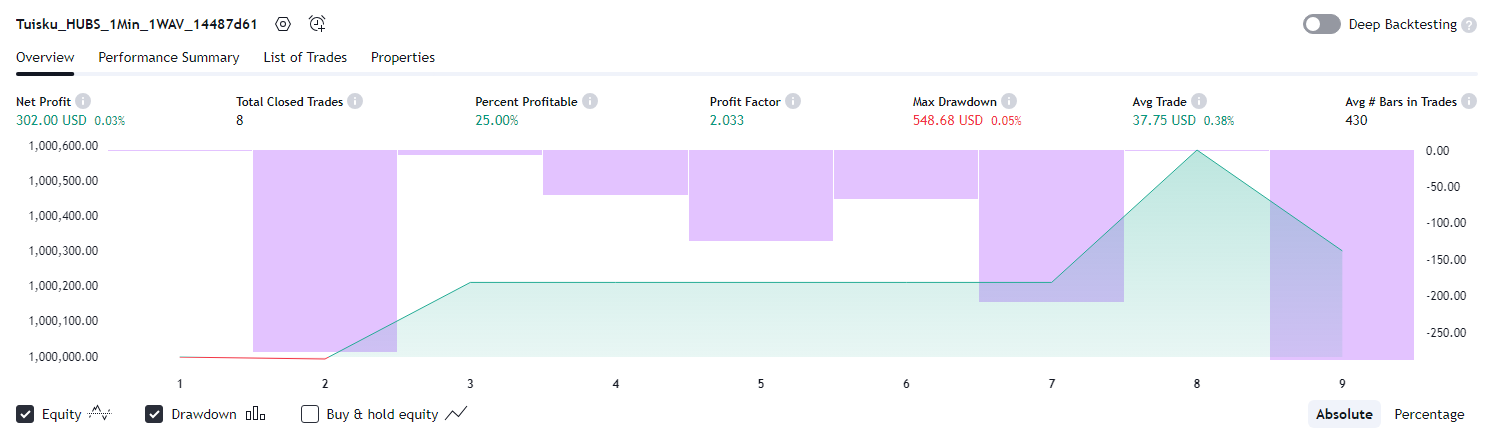 Tuisku_HUBS_1Min_1WAV_14487d61
Deep Backtesting ?
Overview Performance Summary List of Trades Properties
Net Profit Total Closed Trades Percent Profitable Profit Factor Max Drawdown Avg Trade Avg # Bars in Trades
302.00 USD 0.03% 8 25.00% 2.033 548.68 USD 0.05% 37.75 USD 0.38% 430
1,000,600.00 0.00
1,000,500.00 -50.00
1,000,400.00 -100.00
1,000,300.00 -150.00
1,000,200.00 -200.00
1,000,100.00 -250.00
1,000,000.00
1 2 3 4 5 6 7 8 9
Equity Drawdown Buy & hold equity Absolute Percentage